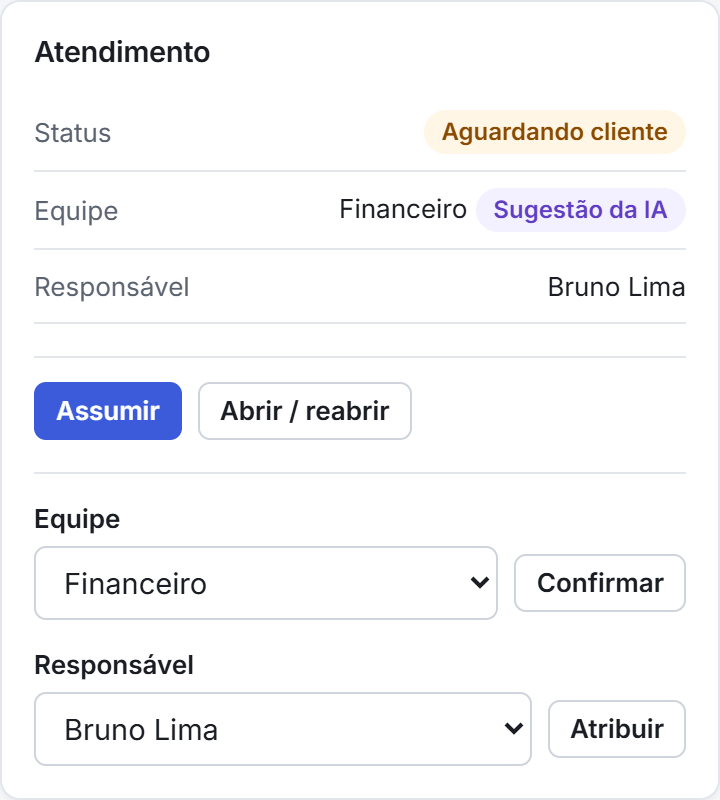 Atendimento
Status Aguardando cliente
Equipe Financeiro Sugestão da IA
Responsável Bruno Lima
Assumir Abrir / reabrir
Equipe
Financeiro Confirmar
Responsável
Bruno Lima Atribuir